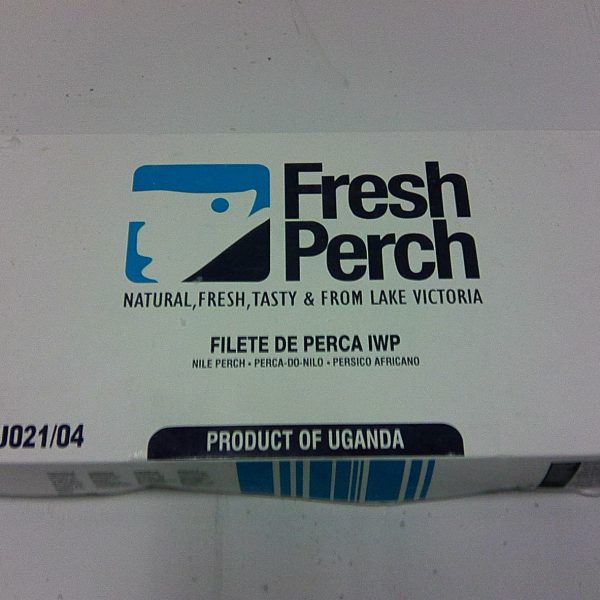 Fresh
Perch
NATURAL, FRESH, TASTY & FROM LAKE VICTORIA
FILETE DE PERCA IWP
NILE PERCH - PERCA-DO-NILO - PERSICO AFRICANO
U021/04
PRODUCT OF UGANDA